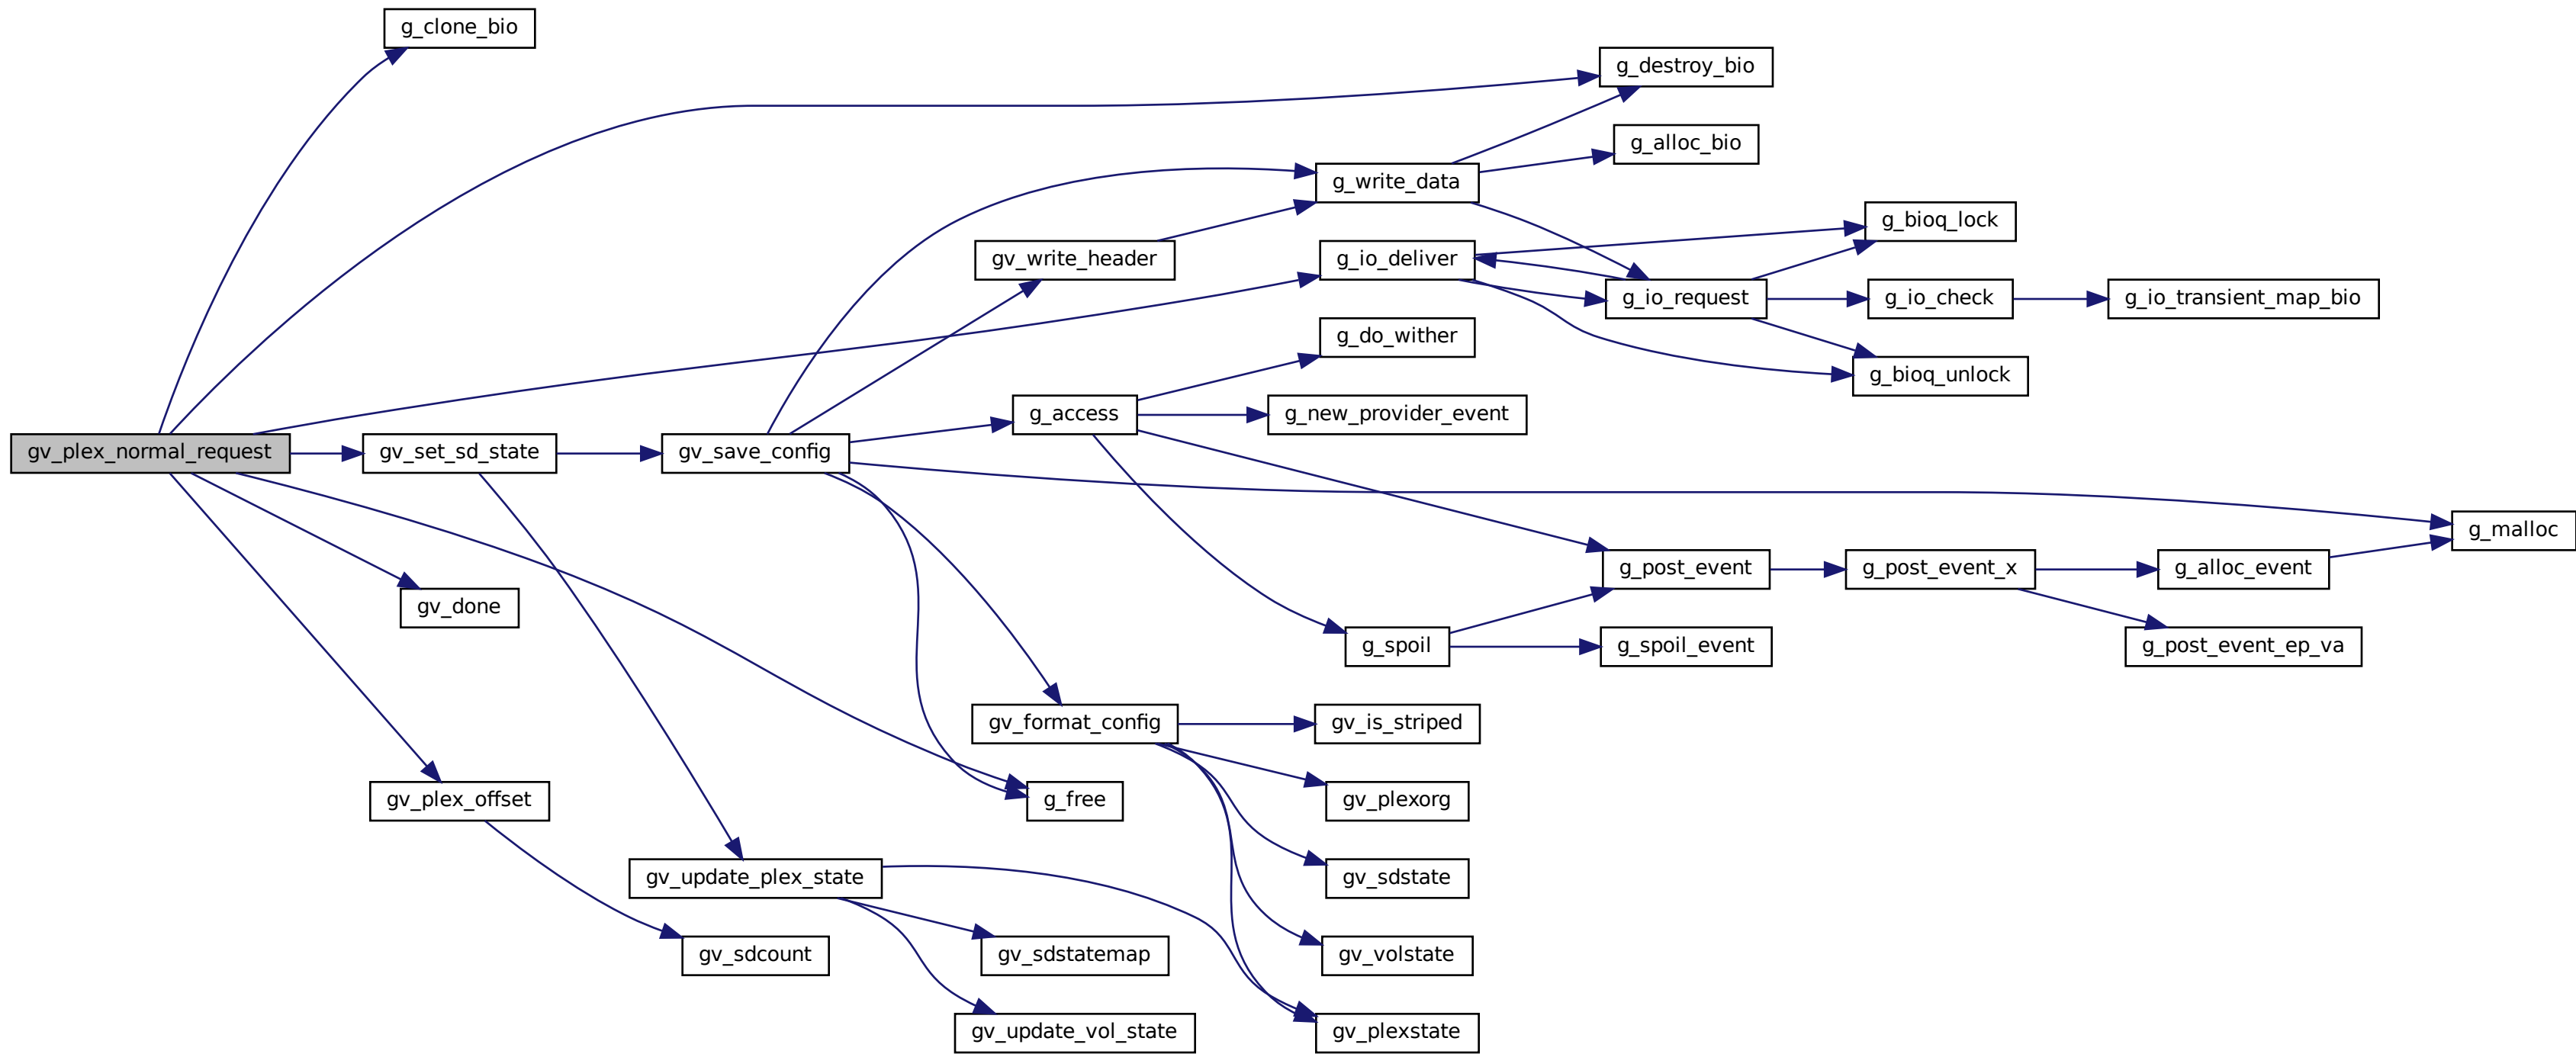 g_clone_bio
g_destroy_bio
g_alloc_bio
g_write_data
g_bioq_lock
gv_write_header
g_io_deliver
g_io_request
g_io_check
g_io_transient_map_bio
g_do_wither
g_bioq_unlock
g_access
g_new_provider_event
gv_plex_normal_request
gv_set_sd_state
gv_save_config
g_malloc
g_post_event
g_post_event_x
g_alloc_event
gv_done
g_spoil
g_spoil_event
g_post_event_ep_va
gv_format_config
gv_is_striped
gv_plex_offset
g_free
gv_plexorg
gv_update_plex_state
gv_sdstate
gv_sdcount
gv_sdstatemap
gv_volstate
gv_update_vol_state
gv_plexstate